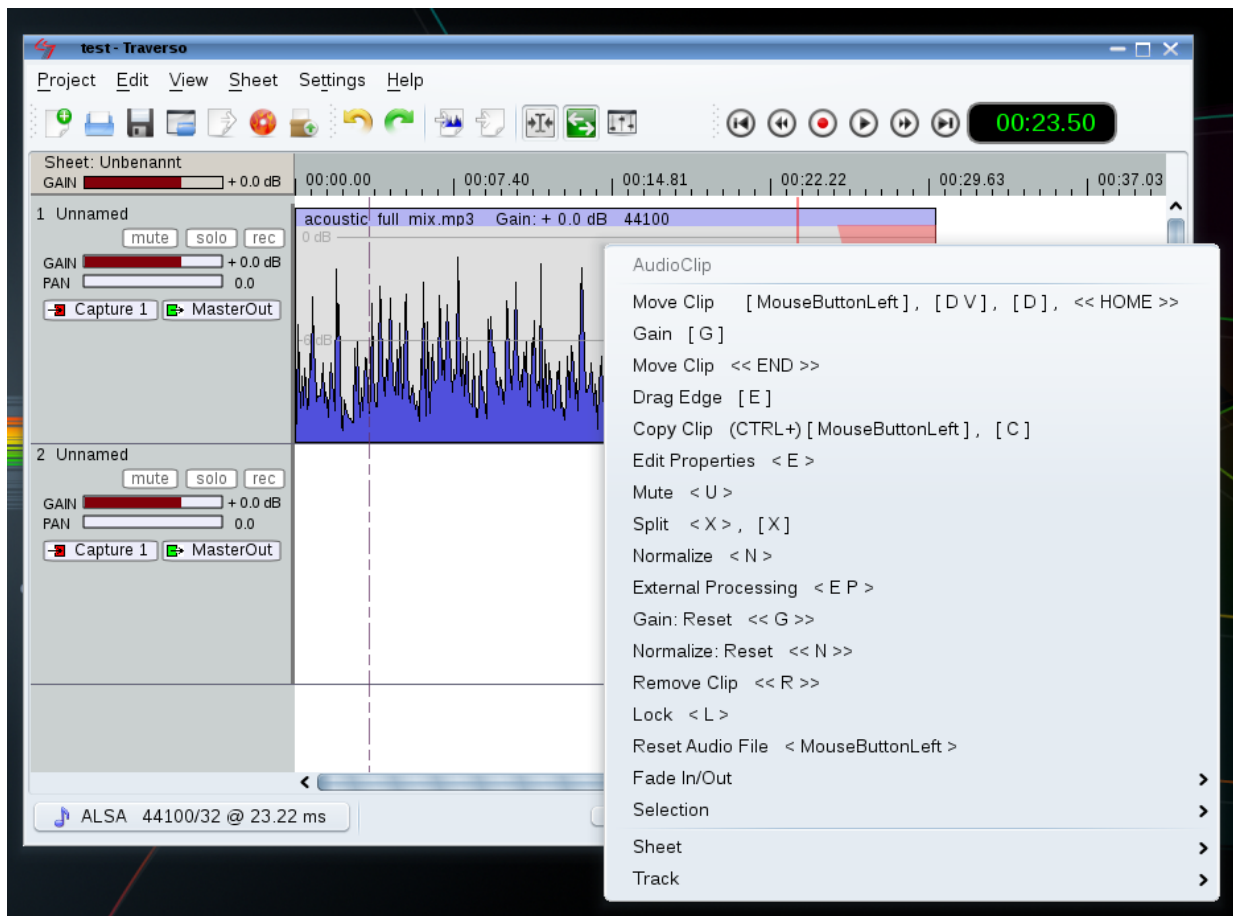 test - Traverso
Project Edit View Sheet Settings Help
00:23.50
Sheet: Unbenannt
GAIN + 0.0 dB
00:00.00 00:07.40 00:14.81 00:22.22 00:29.63 00:37.03
1 Unnamed
mute solo rec
GAIN + 0.0 dB
PAN 0.0
Capture 1 MasterOut
acoustic_full_mix.mp3 Gain: + 0.0 dB 44100
0 dB
-6 dB
2 Unnamed
mute solo rec
GAIN + 0.0 dB
PAN 0.0
Capture 1 MasterOut
ALSA 44100/32 @ 23.22 ms
AudioClip
Move Clip [ MouseButtonLeft ] , [ D V ] , [ D ] , << HOME >>
Gain [ G ]
Move Clip << END >>
Drag Edge [ E ]
Copy Clip (CTRL+) [ MouseButtonLeft ] , [ C ]
Edit Properties < E >
Mute < U >
Split < X > , [ X ]
Normalize < N >
External Processing < E P >
Gain: Reset << G >>
Normalize: Reset << N >>
Remove Clip << R >>
Lock < L >
Reset Audio File < MouseButtonLeft >
Fade In/Out
Selection
Sheet
Track